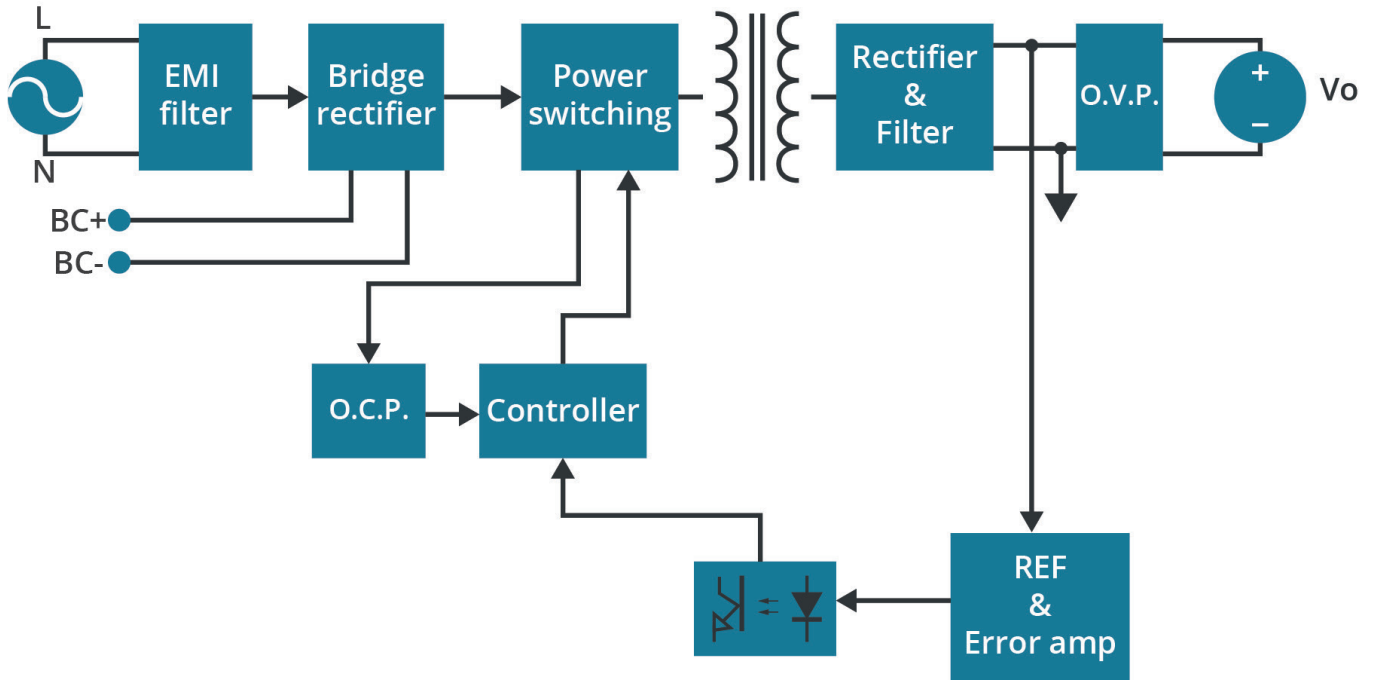 L
EMI
filter
Bridge
rectifier
Power
switching
Rectifier
&
Filter
O.V.P.
+
−
Vo
N
BC+
BC-
O.C.P.
Controller
REF
&
Error amp